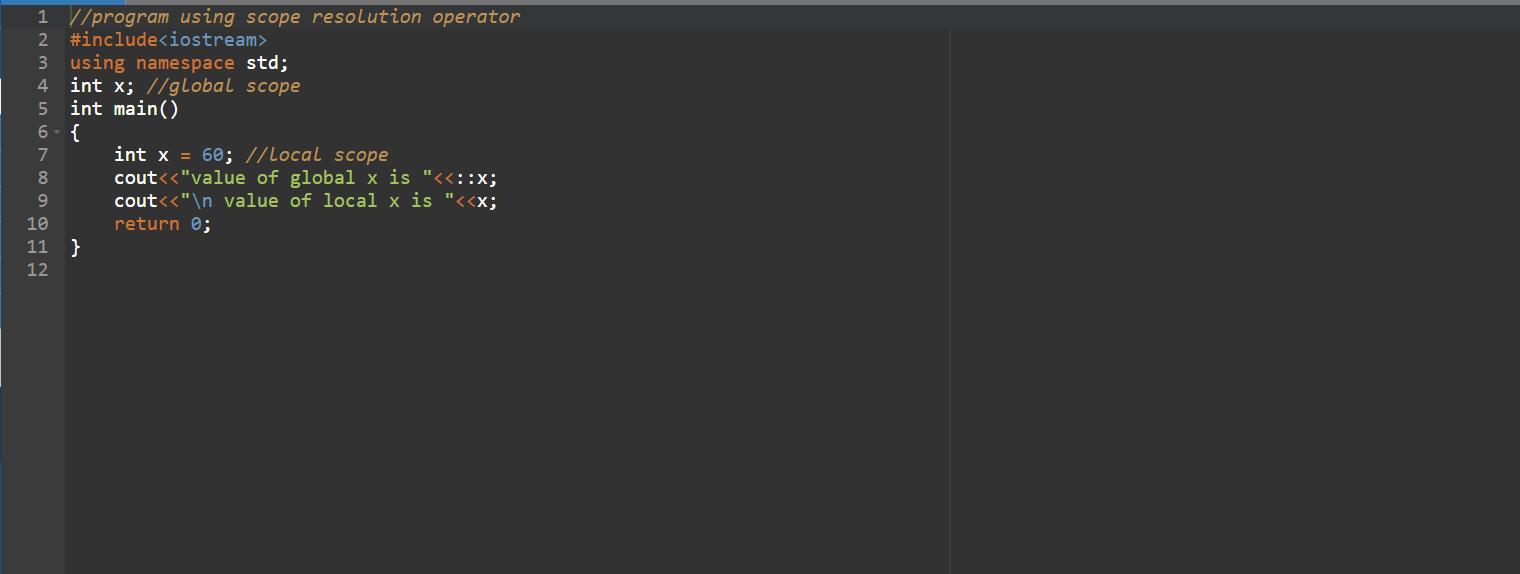 1 //program using scope resolution operator
2 #include<iostream>
3 using namespace std;
4 int x; //global scope
5 int main()
6 {
7     int x = 60; //local scope
8     cout<<"value of global x is "<<::x;
9     cout<<"\n value of local x is "<<x;
10     return 0;
11 }
12